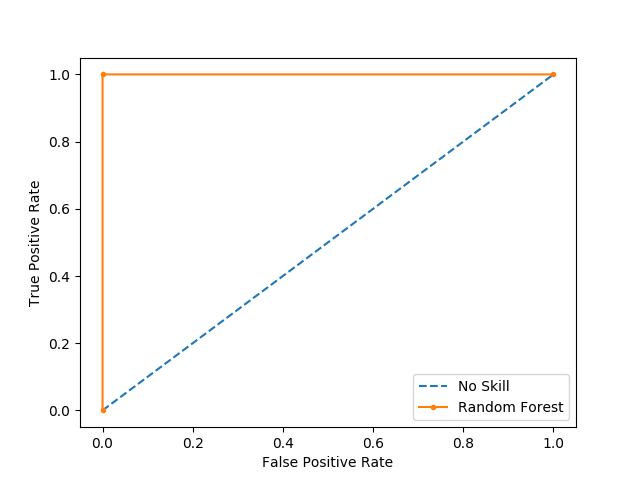 1.0
0.8
0.6
0.4
0.2
0.0
True Positive Rate
No Skill
Random Forest
0.0 0.2 0.4 0.6 0.8 1.0
False Positive Rate